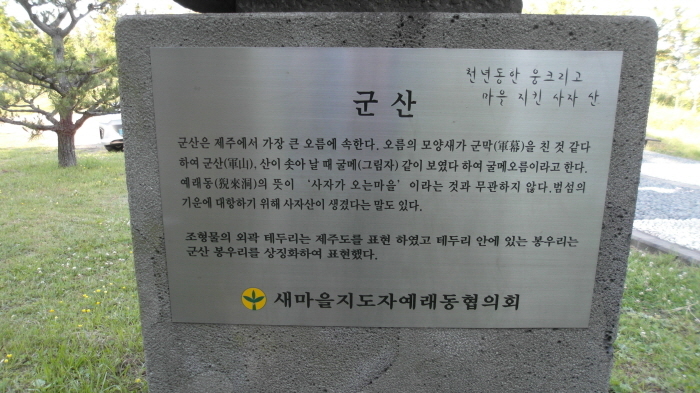 천년동안 웅크리고
마을 지킨 사자 산
군산
군산은 제주에서 가장 큰 오름에 속한다. 오름의 모양새가 군막(軍幕)을 친 것 같다
하여 군산(軍山), 산이 솟아 날 때 굴메(그림자) 같이 보였다 하여 굴메오름이라고 한다.
예래동(猊來洞)의 뜻이 ‘사자가 오는마을’ 이라는 것과 무관하지 않다.범섬의
기운에 대항하기 위해 사자산이 생겼다는 말도 있다.
조형물의 외곽 테두리는 제주도를 표현 하였고 테두리 안에 있는 봉우리는
군산 봉우리를 상징화하여 표현했다.
새마을지도자예래동협의회